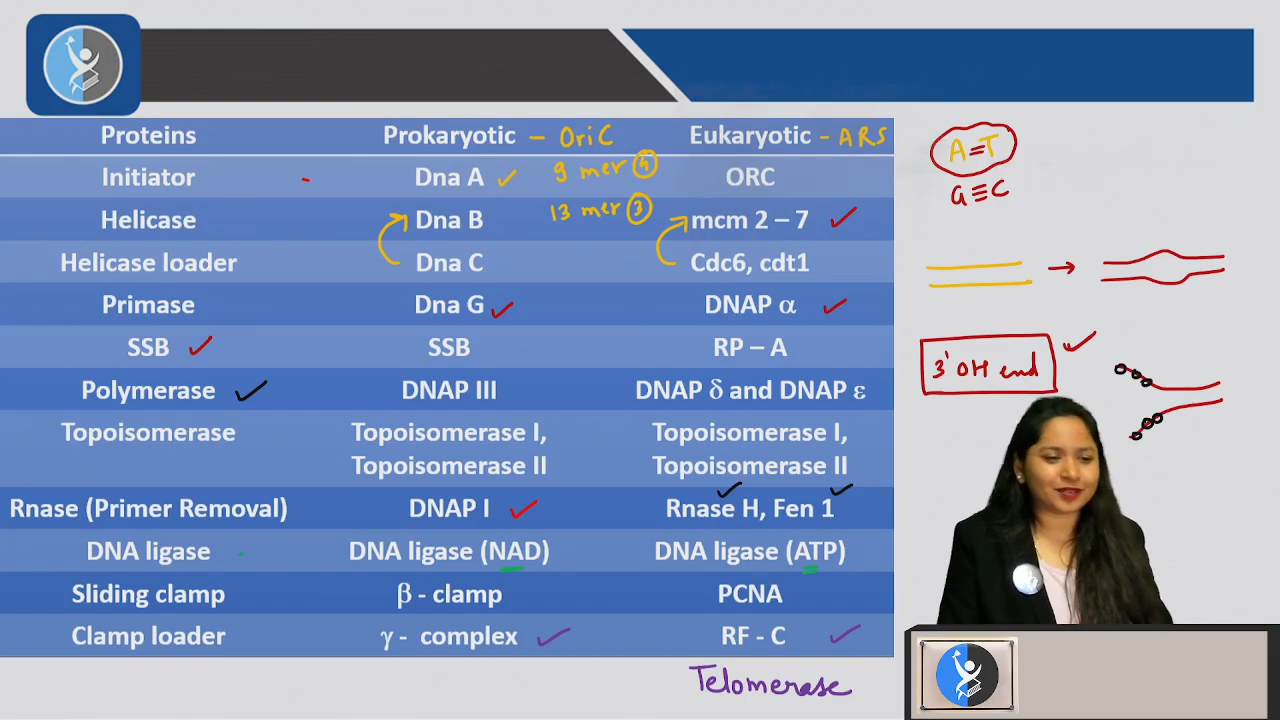 Proteins Prokaryotic – OriC Eukaryotic - ARS
Initiator Dna A 9 mer 4 ORC
Helicase Dna B 13 mer 3 mcm 2 – 7
Helicase loader Dna C Cdc6, cdt1
Primase Dna G DNAP α
SSB SSB RP – A
Polymerase DNAP III DNAP δ and DNAP ε
Topoisomerase Topoisomerase I, Topoisomerase I,
Topoisomerase II Topoisomerase II
Rnase (Primer Removal) DNAP I Rnase H, Fen 1
DNA ligase DNA ligase (NAD) DNA ligase (ATP)
Sliding clamp β - clamp PCNA
Clamp loader γ - complex RF - C
Telomerase
A=T
G≡C
3' OH end